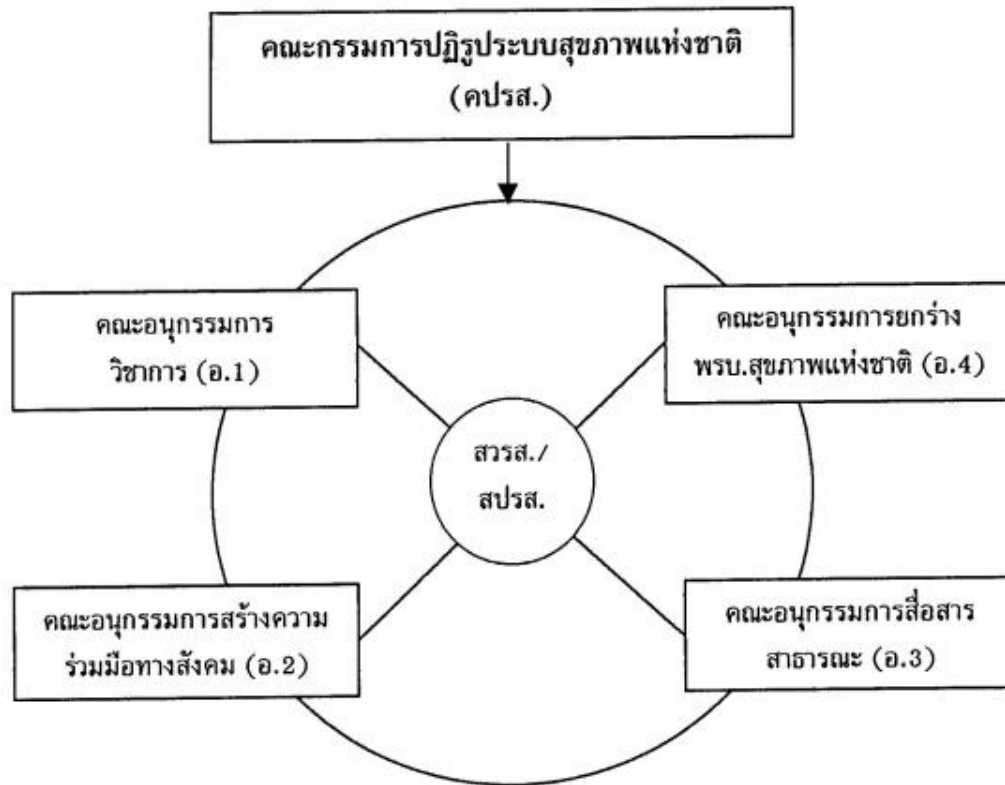 คณะกรรมการปฏิรูประบบสุขภาพแห่งชาติ
(คปรส.)
คณะอนุกรรมการ
วิชาการ (อ.1)
คณะอนุกรรมการยกร่าง
พรบ.สุขภาพแห่งชาติ (อ.4)
สวรส./
สปรส.
คณะอนุกรรมการสร้างความ
ร่วมมือทางสังคม (อ.2)
คณะอนุกรรมการสื่อสาร
สาธารณะ (อ.3)